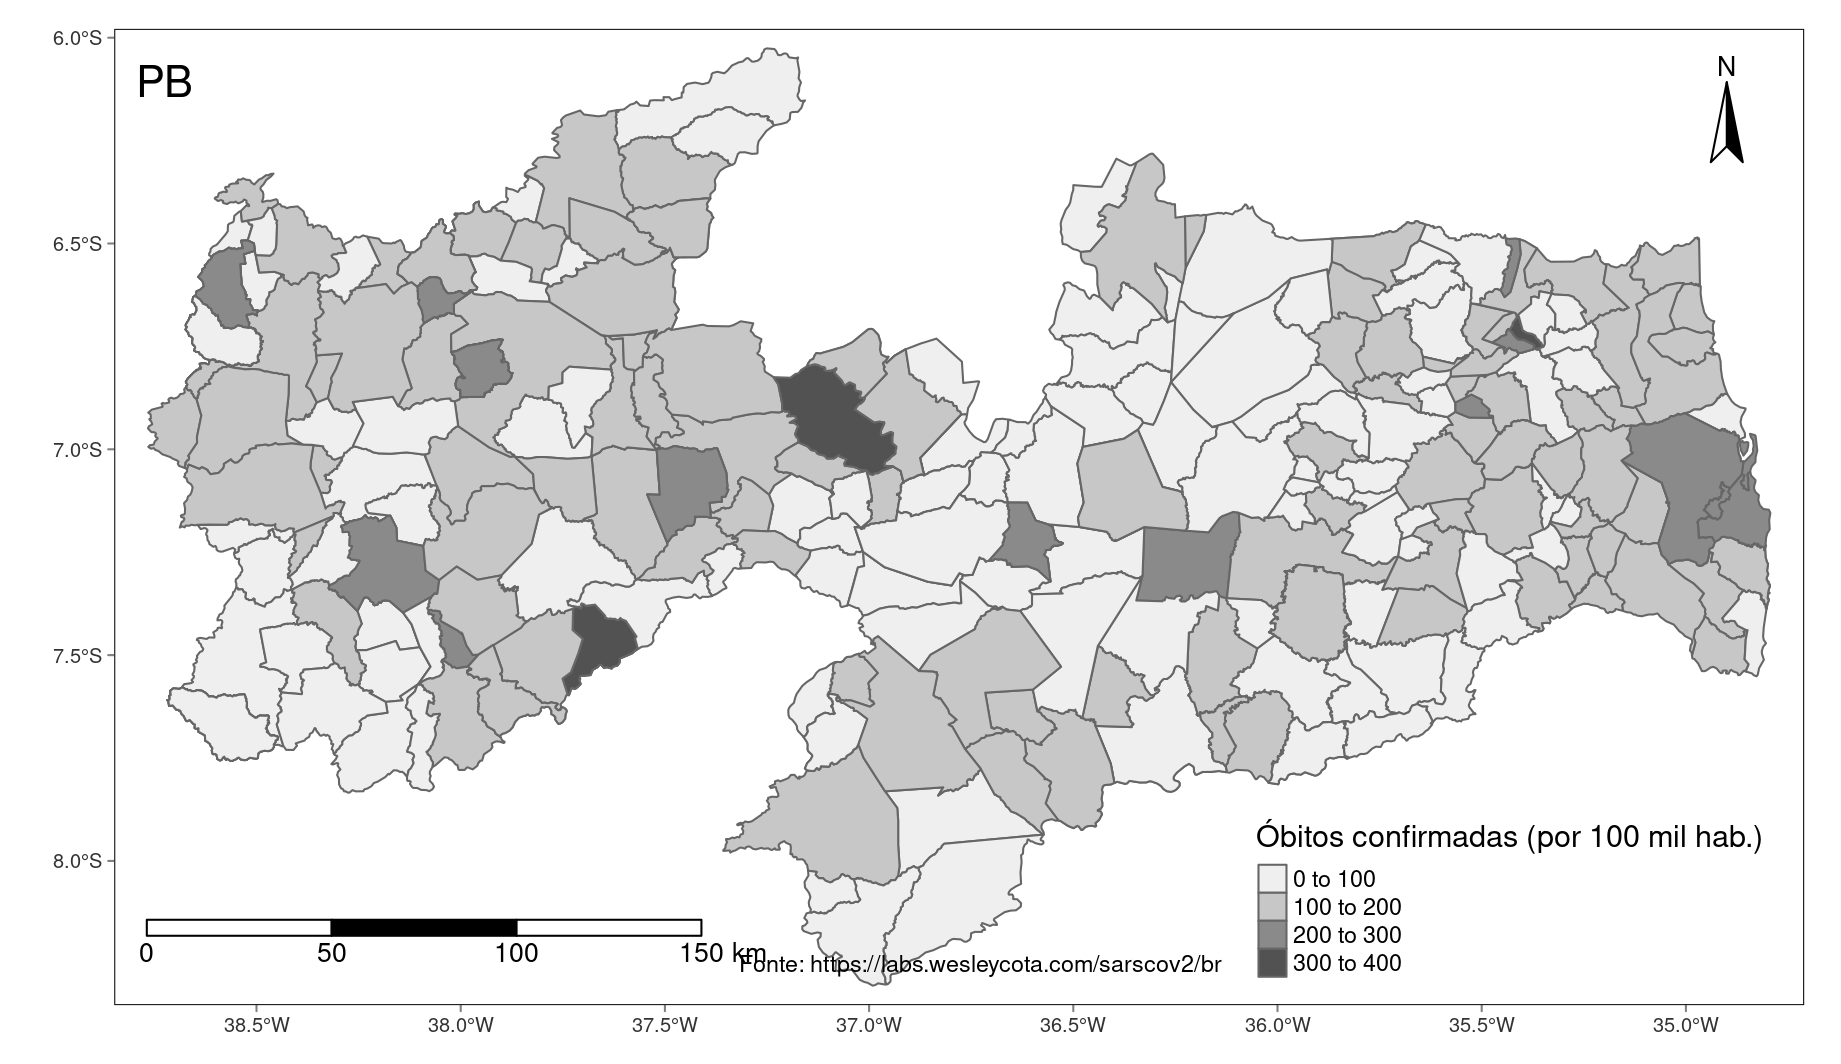 6.0°S
PB
N
6.5°S
7.0°S
7.5°S
8.0°S
Óbitos confirmadas (por 100 mil hab.)
0 to 100
100 to 200
200 to 300
300 to 400
0 50 100 150 km
Fonte: https://labs.wesleycota.com/sarscov2/br
38.5°W 38.0°W 37.5°W 37.0°W 36.5°W 36.0°W 35.5°W 35.0°W